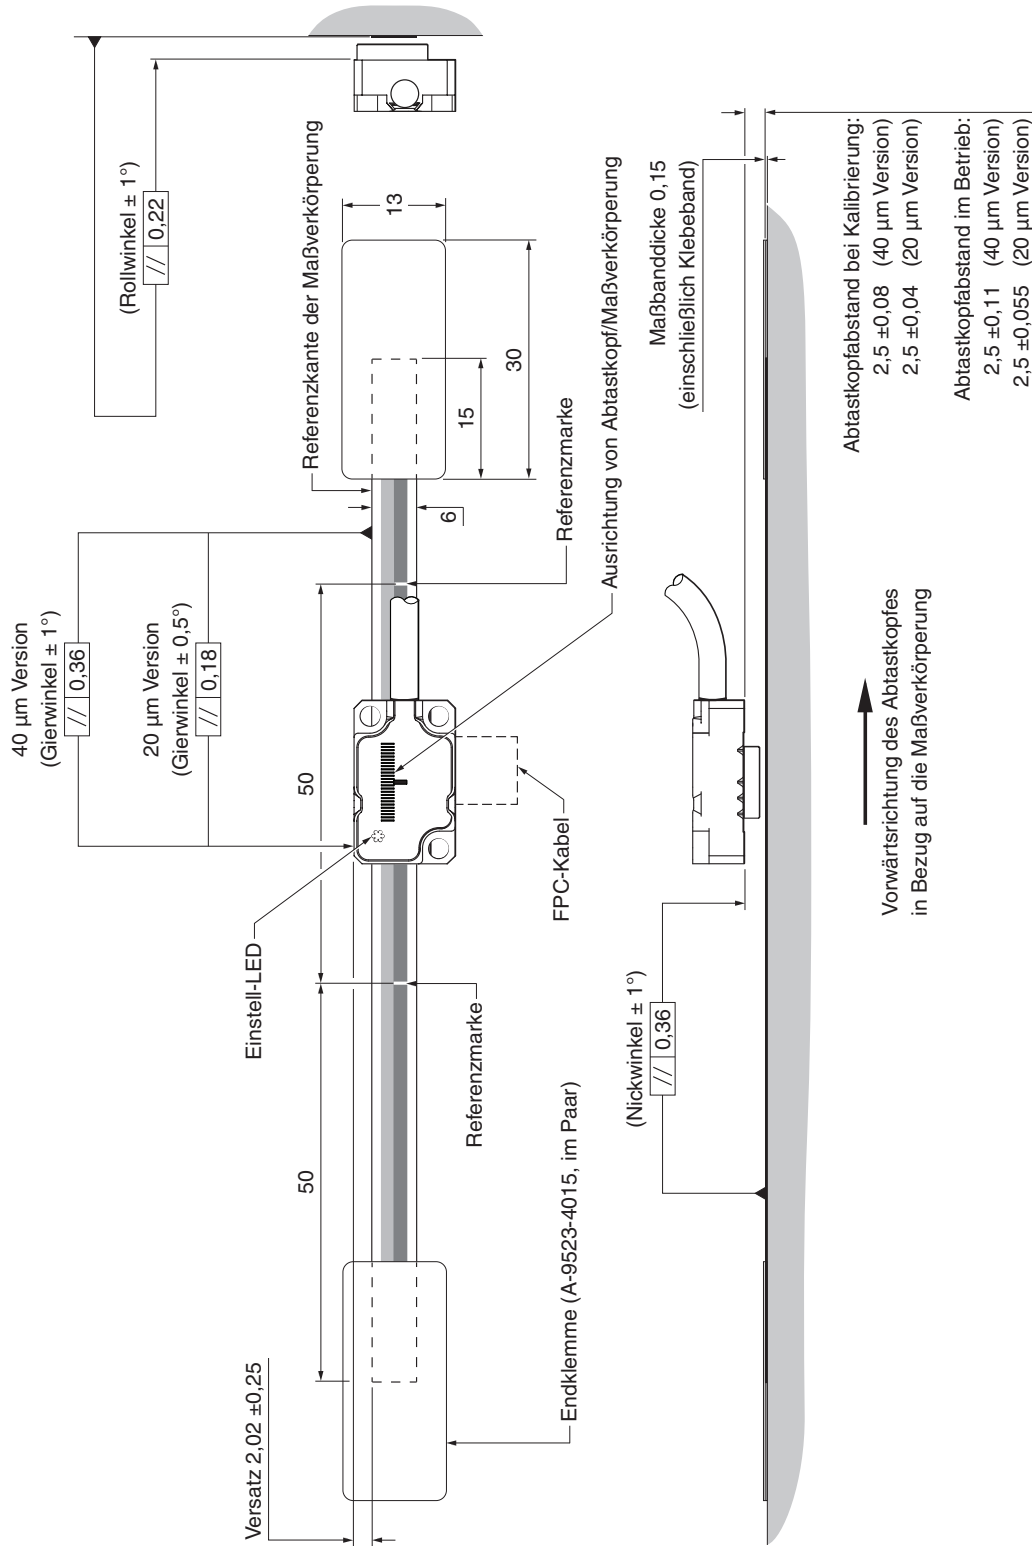 40 µm Version
(Gierwinkel ± 1°)
// 0,36
20 µm Version
(Gierwinkel ± 0,5°)
// 0,18
(Rollwinkel ± 1°)
// 0,22
Versatz 2,02 ±0,25
Einstell-LED
50
50
Referenzkante der Maßverkörperung
13
6
15
30
Referenzmarke
Referenzmarke
Ausrichtung von Abtastkopf/Maßverkörperung
FPC-Kabel
Endklemme (A-9523-4015, im Paar)
(Nickwinkel ± 1°)
// 0,36
Maßbanddicke 0,15
(einschließlich Klebeband)
Vorwärtsrichtung des Abtastkopfes
in Bezug auf die Maßverkörperung
Abtastkopfabstand bei Kalibrierung:
2,5 ±0,08 (40 µm Version)
2,5 ±0,04 (20 µm Version)
Abtastkopfabstand im Betrieb:
2,5 ±0,11 (40 µm Version)
2,5 ±0,055 (20 µm Version)